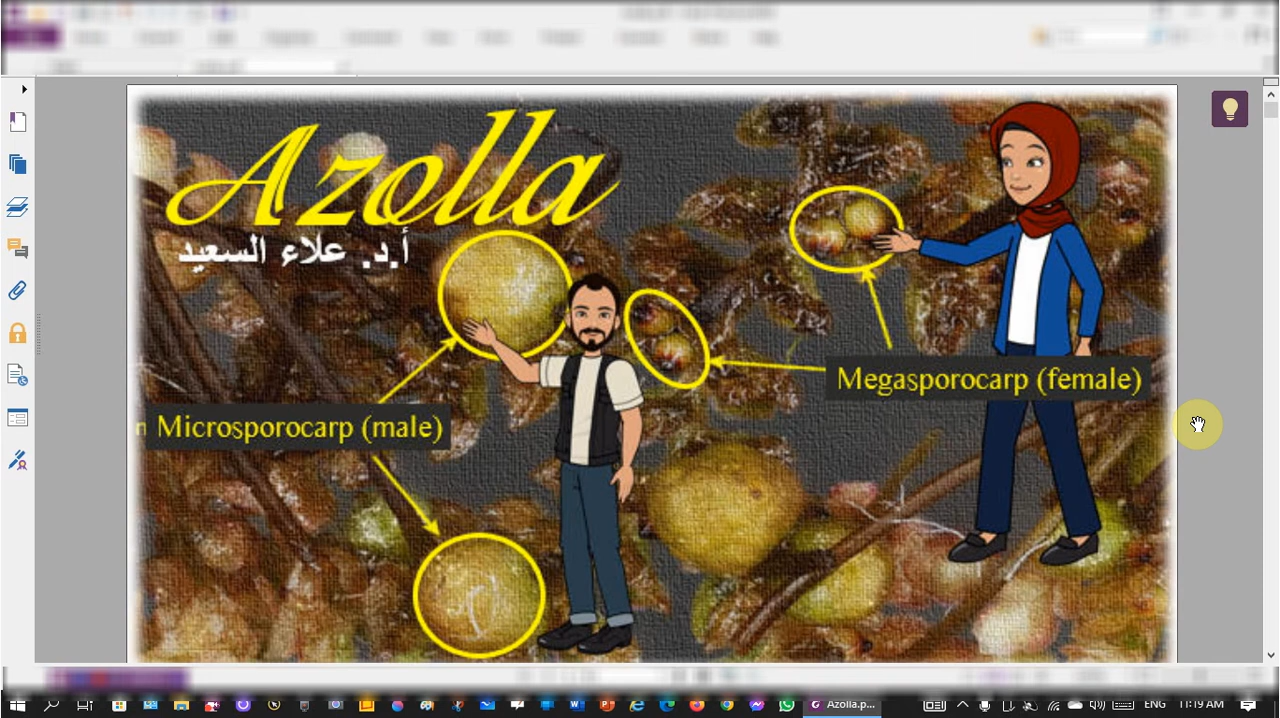 Azolla
أ.د. علاء السعيد
Microsporocarp (male)
Megasporocarp (female)
Azolla.p...
ENG
11:19 AM